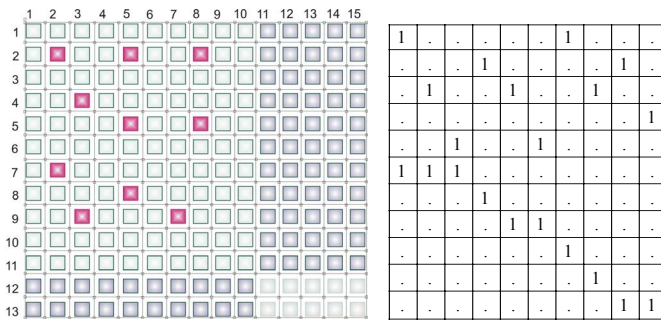 1 2 3 4 5 6 7 8 9 10 11 12 13 14 15
1
2
3
4
5
6
7
8
9
10
11
12
13
1 . . . . . 1 . . .
. . . 1 . . . . 1 .
. 1 . . 1 . . 1 . .
. . . . . . . . . 1
. . 1 . . 1 . . . .
1 1 1 . . . . . . .
. . . 1 . . . . . .
. . . . 1 1 . . . .
. . . . . . 1 . . .
. . . . . . . 1 . .
. . . . . . . . 1 1